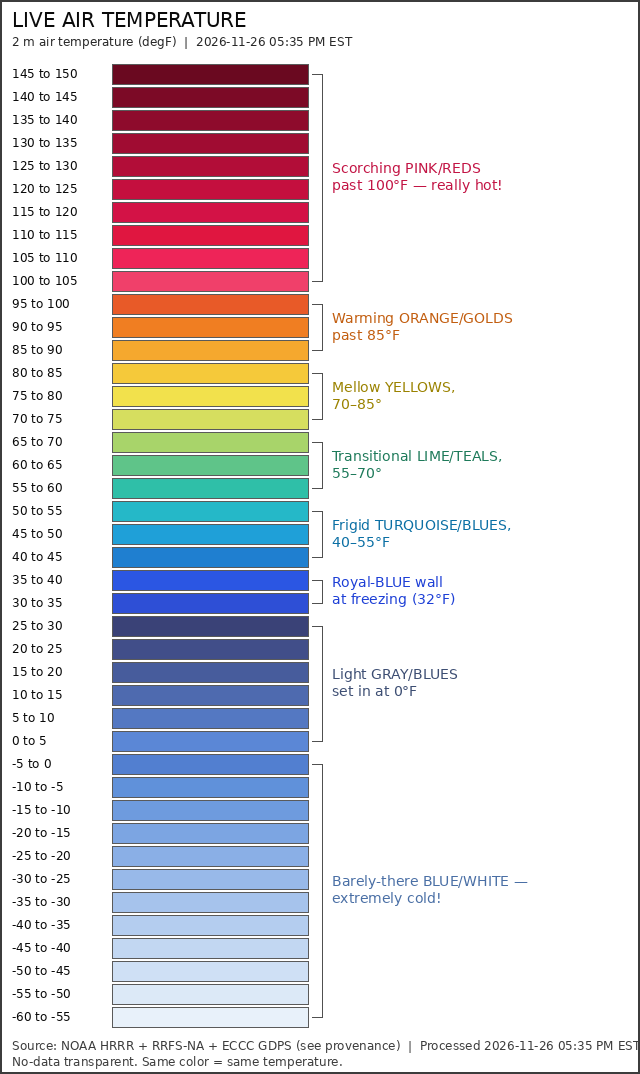 LIVE AIR TEMPERATURE
2 m air temperature (degF)  |  2026-11-26 05:35 PM EST
145 to 150
140 to 145
135 to 140
130 to 135
125 to 130
120 to 125
115 to 120
110 to 115
105 to 110
100 to 105
Scorching PINK/REDS
past 100°F — really hot!
95 to 100
90 to 95
85 to 90
Warming ORANGE/GOLDS
past 85°F
80 to 85
75 to 80
70 to 75
Mellow YELLOWS,
70–85°
65 to 70
60 to 65
55 to 60
Transitional LIME/TEALS,
55–70°
50 to 55
45 to 50
40 to 45
Frigid TURQUOISE/BLUES,
40–55°F
35 to 40
30 to 35
Royal-BLUE wall
at freezing (32°F)
25 to 30
20 to 25
15 to 20
10 to 15
5 to 10
0 to 5
Light GRAY/BLUES
set in at 0°F
-5 to 0
-10 to -5
-15 to -10
-20 to -15
-25 to -20
-30 to -25
-35 to -30
-40 to -35
-45 to -40
-50 to -45
-55 to -50
-60 to -55
Barely-there BLUE/WHITE —
extremely cold!
Source: NOAA HRRR + RRFS-NA + ECCC GDPS (see provenance)  |  Processed 2026-11-26 05:35 PM EST
No-data transparent. Same color = same temperature.